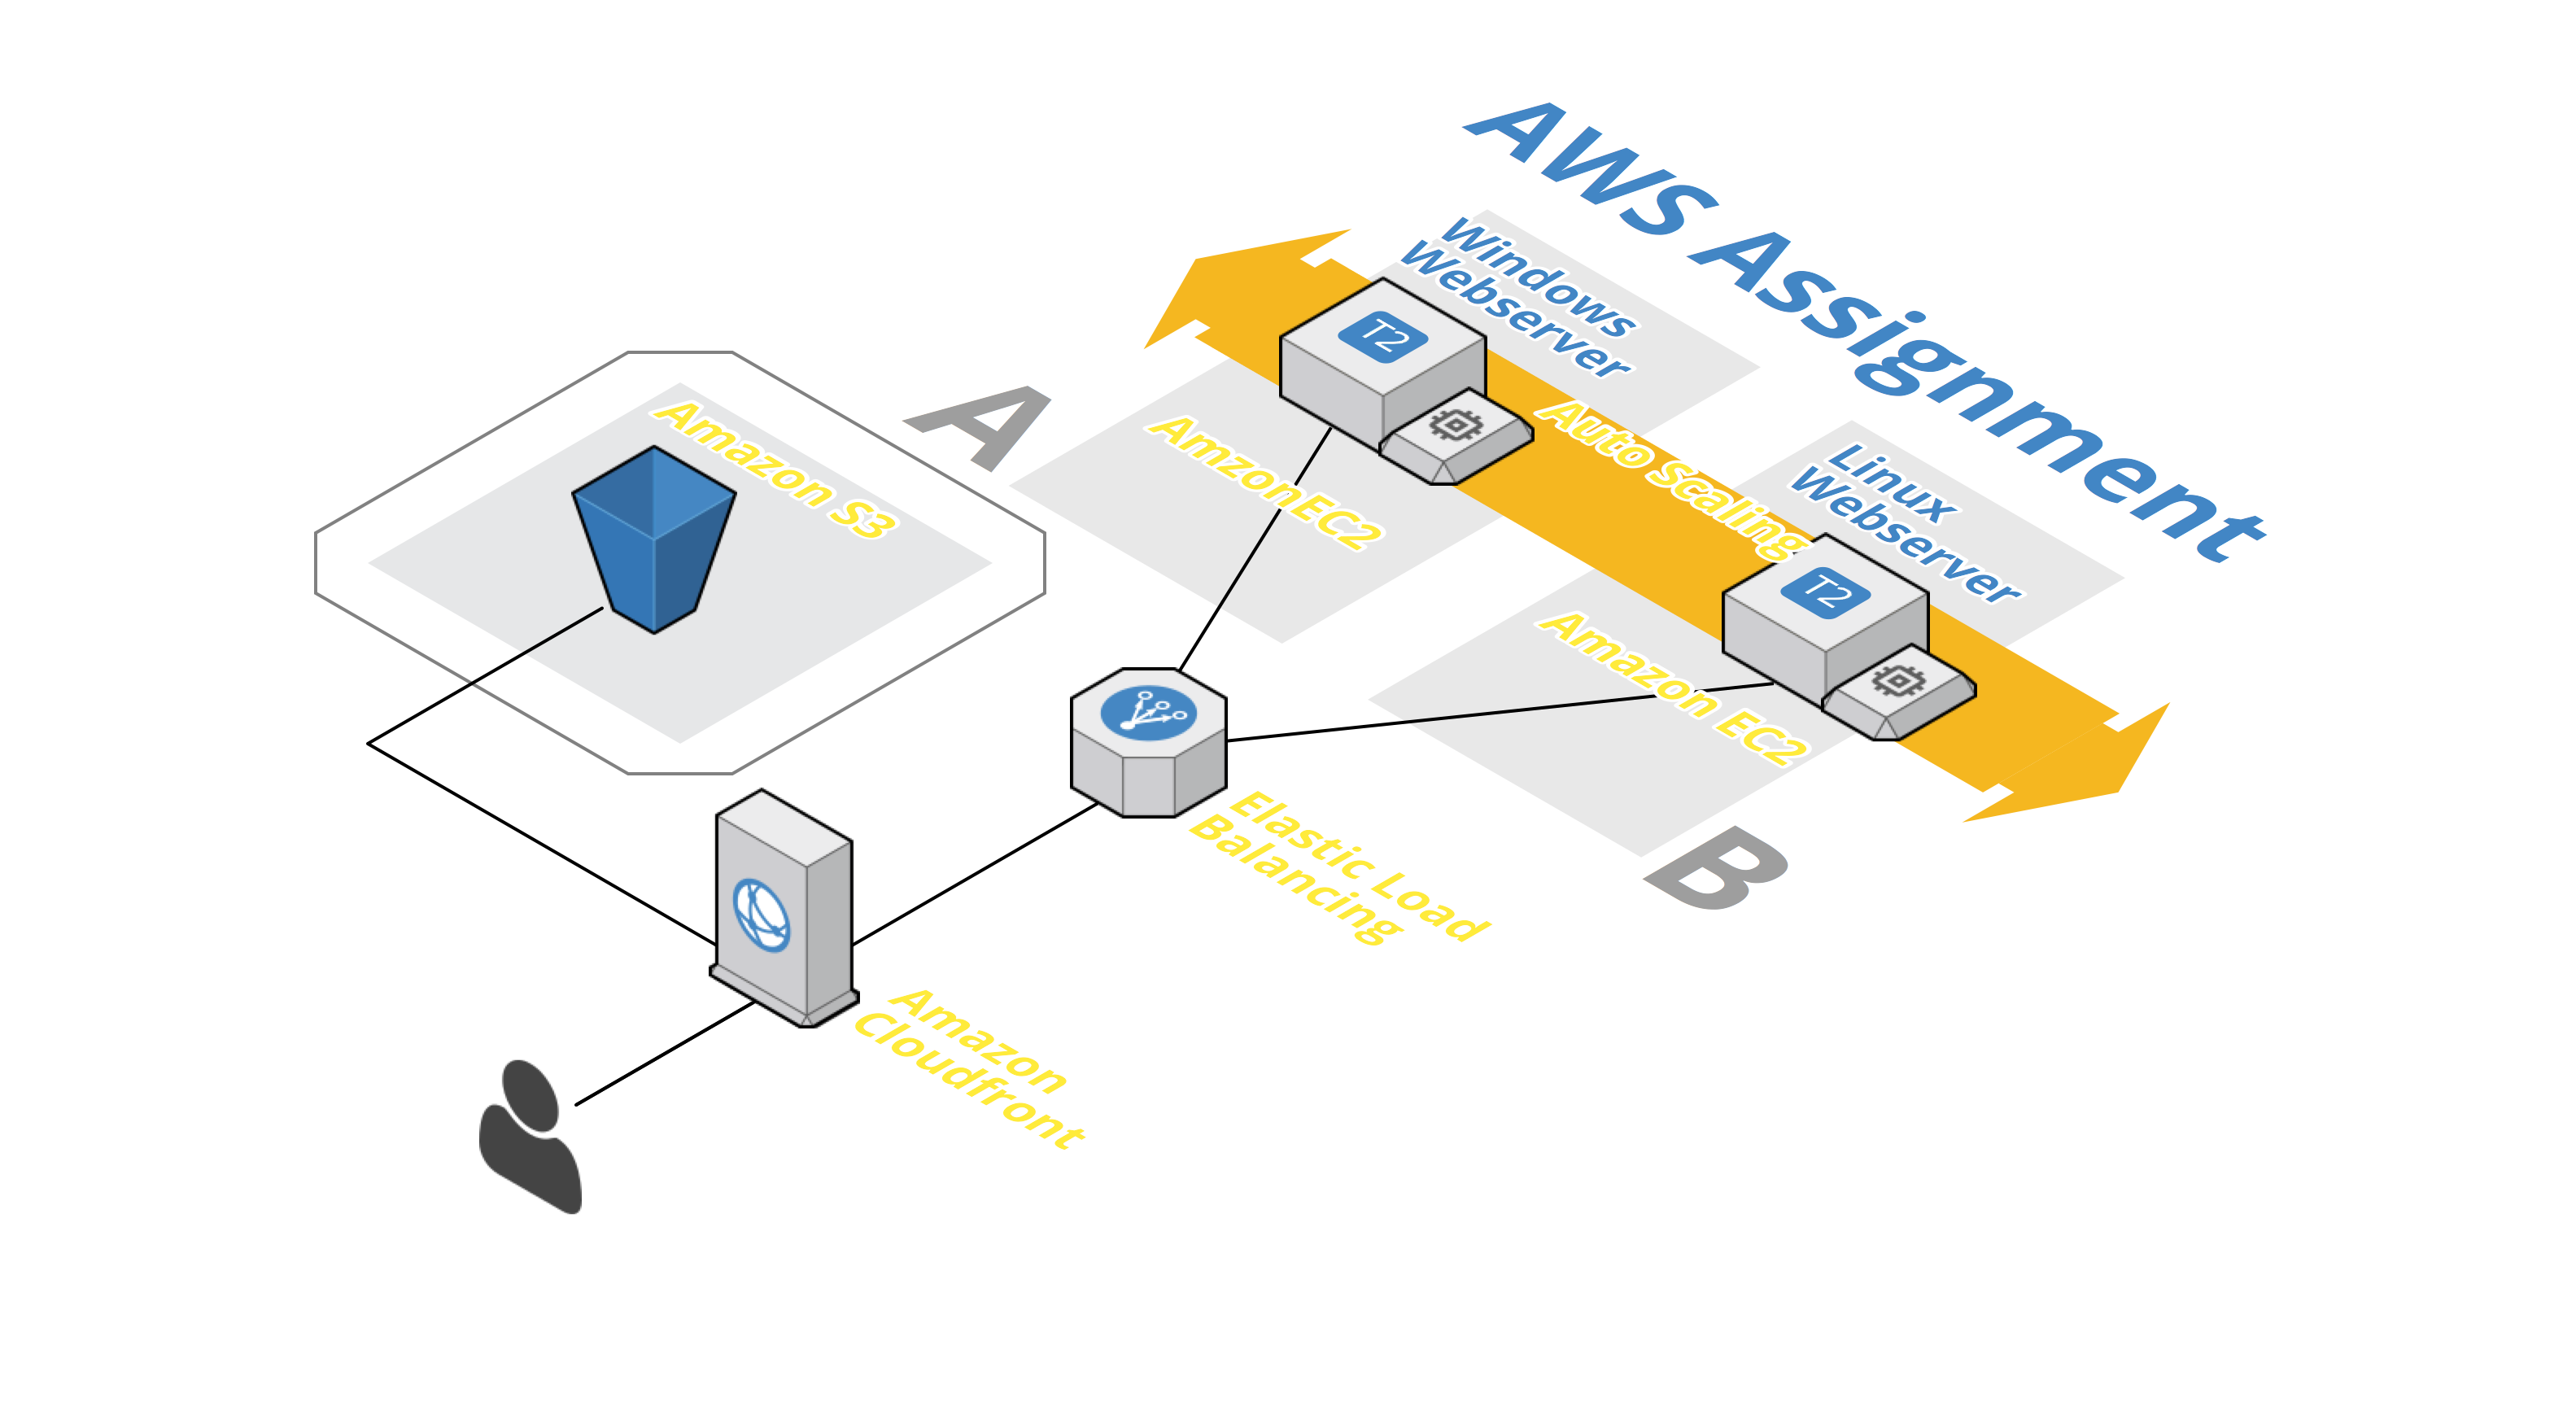 AWS Assignment
Windows
Webserver
T2
AmzonEC2
Auto Scaling
Linux
Webserver
T2
Amazon EC2
A
B
Amazon S3
Elastic Load
Balancing
Amazon
Cloudfront